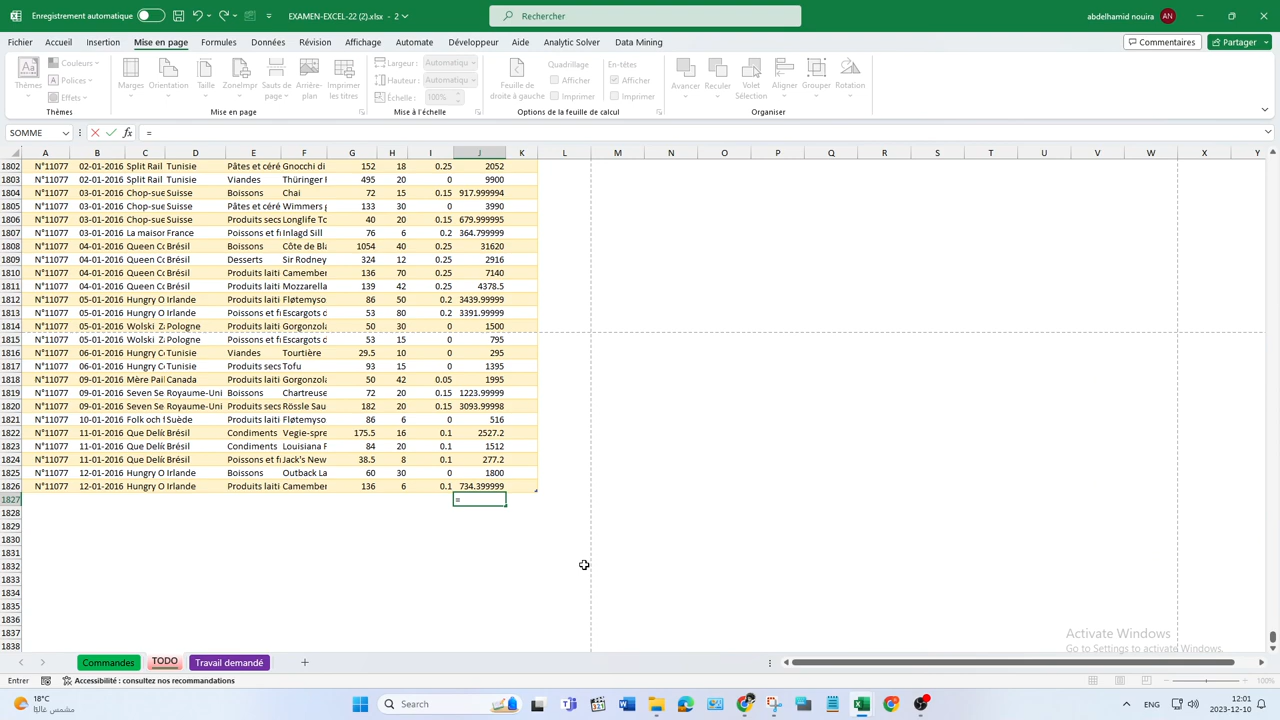 Enregistrement automatique
EXAMEN-EXCEL-22 (2).xlsx • 2
Rechercher
abdelhamid nouira AN
Fichier Accueil Insertion Mise en page Formules Données Révision Affichage Automate Développeur Aide Analytic Solver Data Mining
Commentaires Partager
Thèmes Couleurs Polices Effets
Marges Orientation Taille ZoneImpr Sauts de page Arrière-plan Imprimer les titres
Largeur : Automatiqu
Hauteur : Automatiqu
Échelle : 100%
Feuille de droite à gauche
Quadrillage En-têtes
Afficher Afficher
Imprimer Imprimer
Avancer Reculer Volet Sélection Aligner Grouper Rotation
Thèmes Mise en page Mise à l'échelle Options de la feuille de calcul Organiser
SOMME fx =
A B C D E F G H I J K L M N O P Q R S T U V W X Y
1802 N°11077 02-01-2016 Split Rail Tunisie Pâtes et céré Gnocchi di 152 18 0.25 2052
1803 N°11077 02-01-2016 Split Rail Tunisie Viandes Thüringer 495 20 0 9900
1804 N°11077 03-01-2016 Chop-sue Suisse Boissons Chai 72 15 0.15 917.999994
1805 N°11077 03-01-2016 Chop-sue Suisse Pâtes et céré Wimmers 133 30 0 3990
1806 N°11077 03-01-2016 Chop-sue Suisse Produits secs Longlife To 40 20 0.15 679.999995
1807 N°11077 03-01-2016 La maison France Poissons et f Inlagd Sill 76 6 0.2 364.799999
1808 N°11077 04-01-2016 Queen Co Brésil Boissons Côte de Bla 1054 40 0.25 31620
1809 N°11077 04-01-2016 Queen Co Brésil Desserts Sir Rodney 324 12 0.25 2916
1810 N°11077 04-01-2016 Queen Co Brésil Produits laiti Camember 136 70 0.25 7140
1811 N°11077 04-01-2016 Queen Co Brésil Produits laiti Mozzarella 139 42 0.25 4378.5
1812 N°11077 05-01-2016 Hungry O Irlande Produits laiti Fløtemyso 86 50 0.2 3439.99999
1813 N°11077 05-01-2016 Hungry O Irlande Poissons et f Escargots d 53 80 0.2 3391.99999
1814 N°11077 05-01-2016 Wolski Za Pologne Produits laiti Gorgonzola 50 30 0 1500
1815 N°11077 05-01-2016 Wolski Za Pologne Poissons et f Escargots d 53 15 0 795
1816 N°11077 06-01-2016 Hungry C Tunisie Viandes Tourtière 29.5 10 0 295
1817 N°11077 06-01-2016 Hungry C Tunisie Produits secs Tofu 93 15 0 1395
1818 N°11077 09-01-2016 Mère Pail Canada Produits laiti Gorgonzola 50 42 0.05 1995
1819 N°11077 09-01-2016 Seven Se Royaume-Uni Boissons Chartreuse 72 20 0.15 1223.99999
1820 N°11077 09-01-2016 Seven Se Royaume-Uni Produits secs Rössle Sau 182 20 0.15 3093.99998
1821 N°11077 10-01-2016 Folk och f Suède Produits laiti Fløtemyso 86 6 0 516
1822 N°11077 11-01-2016 Que Delíc Brésil Condiments Vegie-spre 175.5 16 0.1 2527.2
1823 N°11077 11-01-2016 Que Delíc Brésil Condiments Louisiana F 84 20 0.1 1512
1824 N°11077 11-01-2016 Que Delíc Brésil Poissons et f Jack's New 38.5 8 0.1 277.2
1825 N°11077 12-01-2016 Hungry O Irlande Boissons Outback La 60 30 0 1800
1826 N°11077 12-01-2016 Hungry O Irlande Produits laiti Camember 136 6 0.1 734.399999
1827 =
1828
1829
1830
1831
1832
1833
1834
1835
1836
1837
1838
Activate Windows
Go to Settings to activate Windows.
Commandes TODO Travail demandé
Entrer Accessibilité : consultez nos recommandations 100%
18°C
مشمس غالبًا
Search
ENG
12:01
2023-12-10